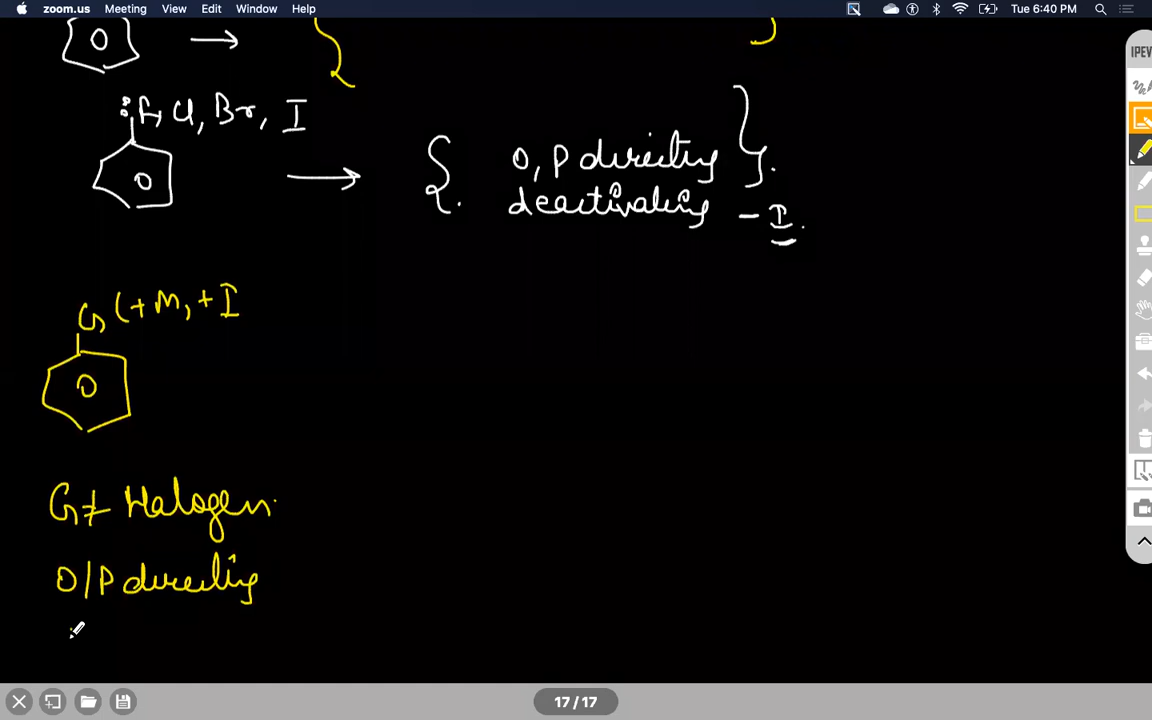 zoom.us Meeting View Edit Window Help Tue 6:40 PM
IPEV
O
:F, Cl, Br, I
O
O, P directing
deactivating - I.
G (+M, +I
O
G ≠ Halogen.
O/P directing
17 / 17